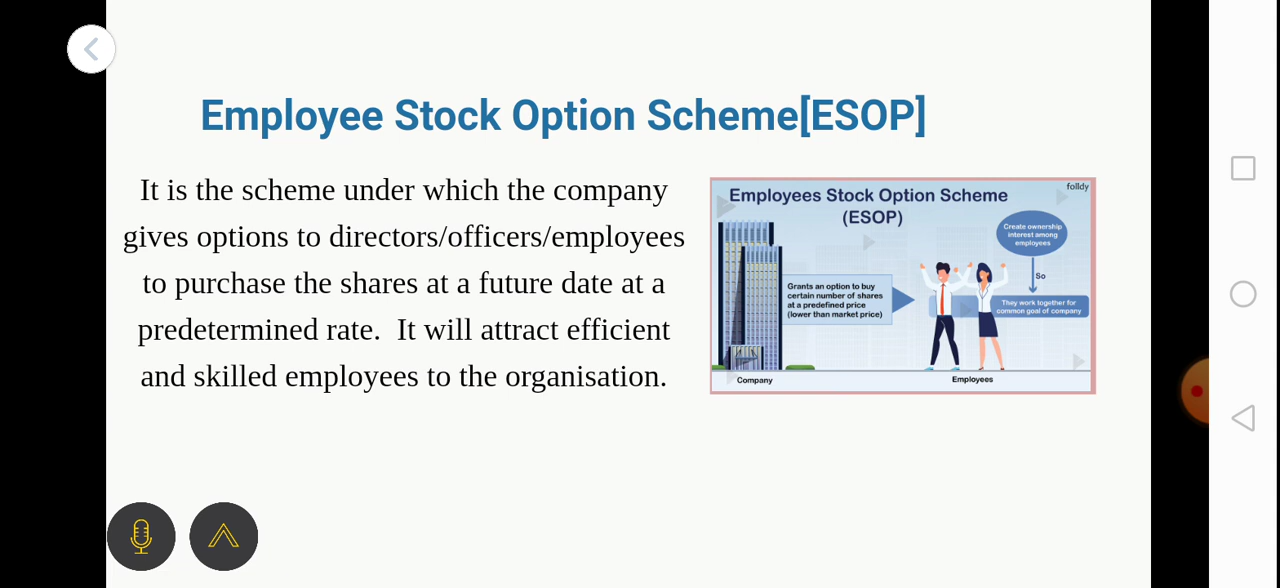 Employee Stock Option Scheme[ESOP]
It is the scheme under which the company
gives options to directors/officers/employees
to purchase the shares at a future date at a
predetermined rate.  It will attract efficient
and skilled employees to the organisation.
folldy
Employees Stock Option Scheme
(ESOP)
Create ownership
interest among
employees
So
Grants an option to buy
certain number of shares
at a predefined price
(lower than market price)
They work together for
common goal of company
Company
Employees